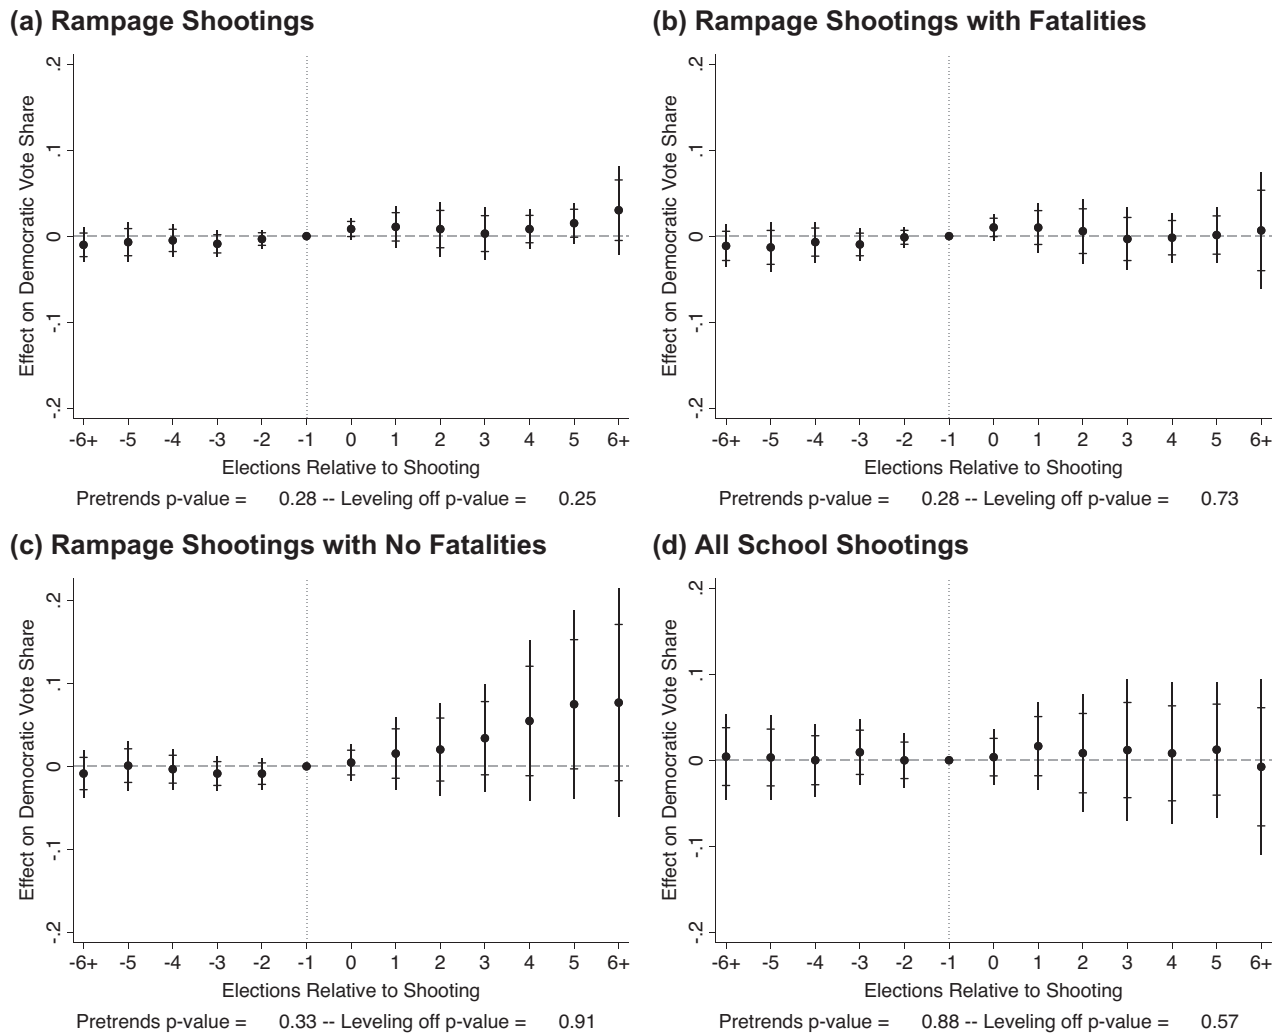 (a) Rampage Shootings
Effect on Democratic Vote Share
.2
.1
0
-.1
-.2
-6+ -5 -4 -3 -2 -1 0 1 2 3 4 5 6+
Elections Relative to Shooting
Pretrends p-value = 0.28 -- Leveling off p-value = 0.25
(b) Rampage Shootings with Fatalities
Effect on Democratic Vote Share
.2
.1
0
-.1
-.2
-6+ -5 -4 -3 -2 -1 0 1 2 3 4 5 6+
Elections Relative to Shooting
Pretrends p-value = 0.28 -- Leveling off p-value = 0.73
(c) Rampage Shootings with No Fatalities
Effect on Democratic Vote Share
.2
.1
0
-.1
-.2
-6+ -5 -4 -3 -2 -1 0 1 2 3 4 5 6+
Elections Relative to Shooting
Pretrends p-value = 0.33 -- Leveling off p-value = 0.91
(d) All School Shootings
Effect on Democratic Vote Share
.2
.1
0
-.1
-.2
-6+ -5 -4 -3 -2 -1 0 1 2 3 4 5 6+
Elections Relative to Shooting
Pretrends p-value = 0.88 -- Leveling off p-value = 0.57